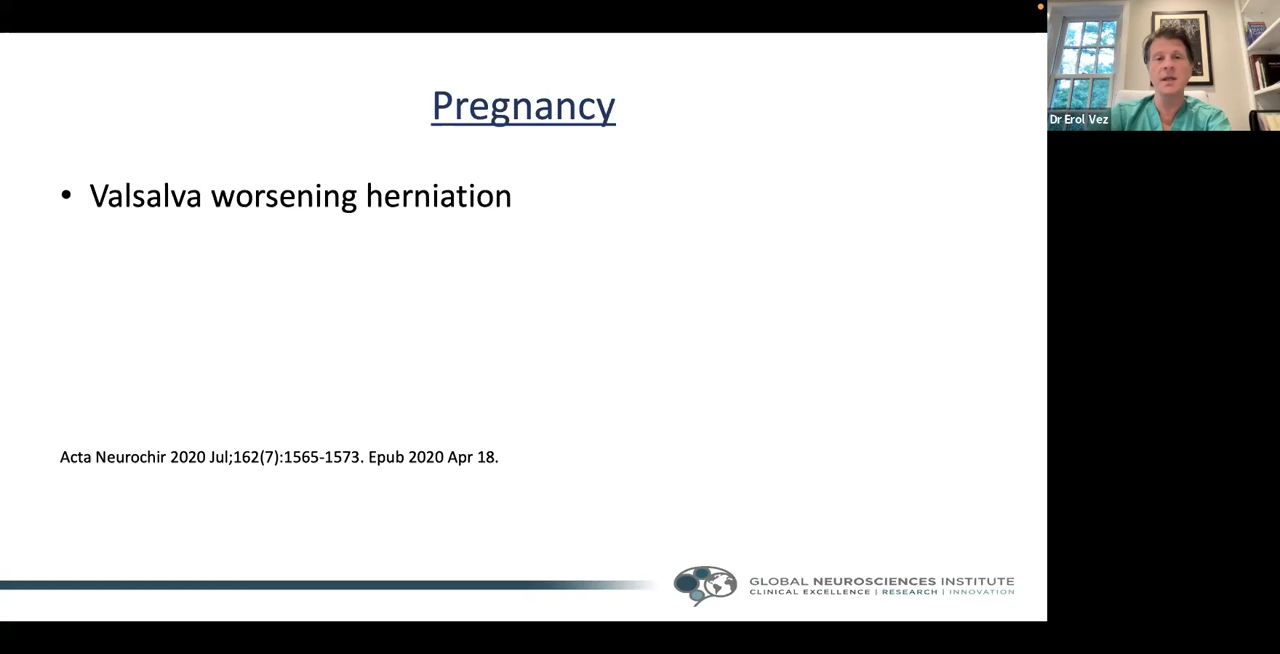 Pregnancy
• Valsalva worsening herniation
Acta Neurochir 2020 Jul;162(7):1565-1573. Epub 2020 Apr 18.
GLOBAL NEUROSCIENCES INSTITUTE
CLINICAL EXCELLENCE | RESEARCH | INNOVATION
Dr Erol Vez